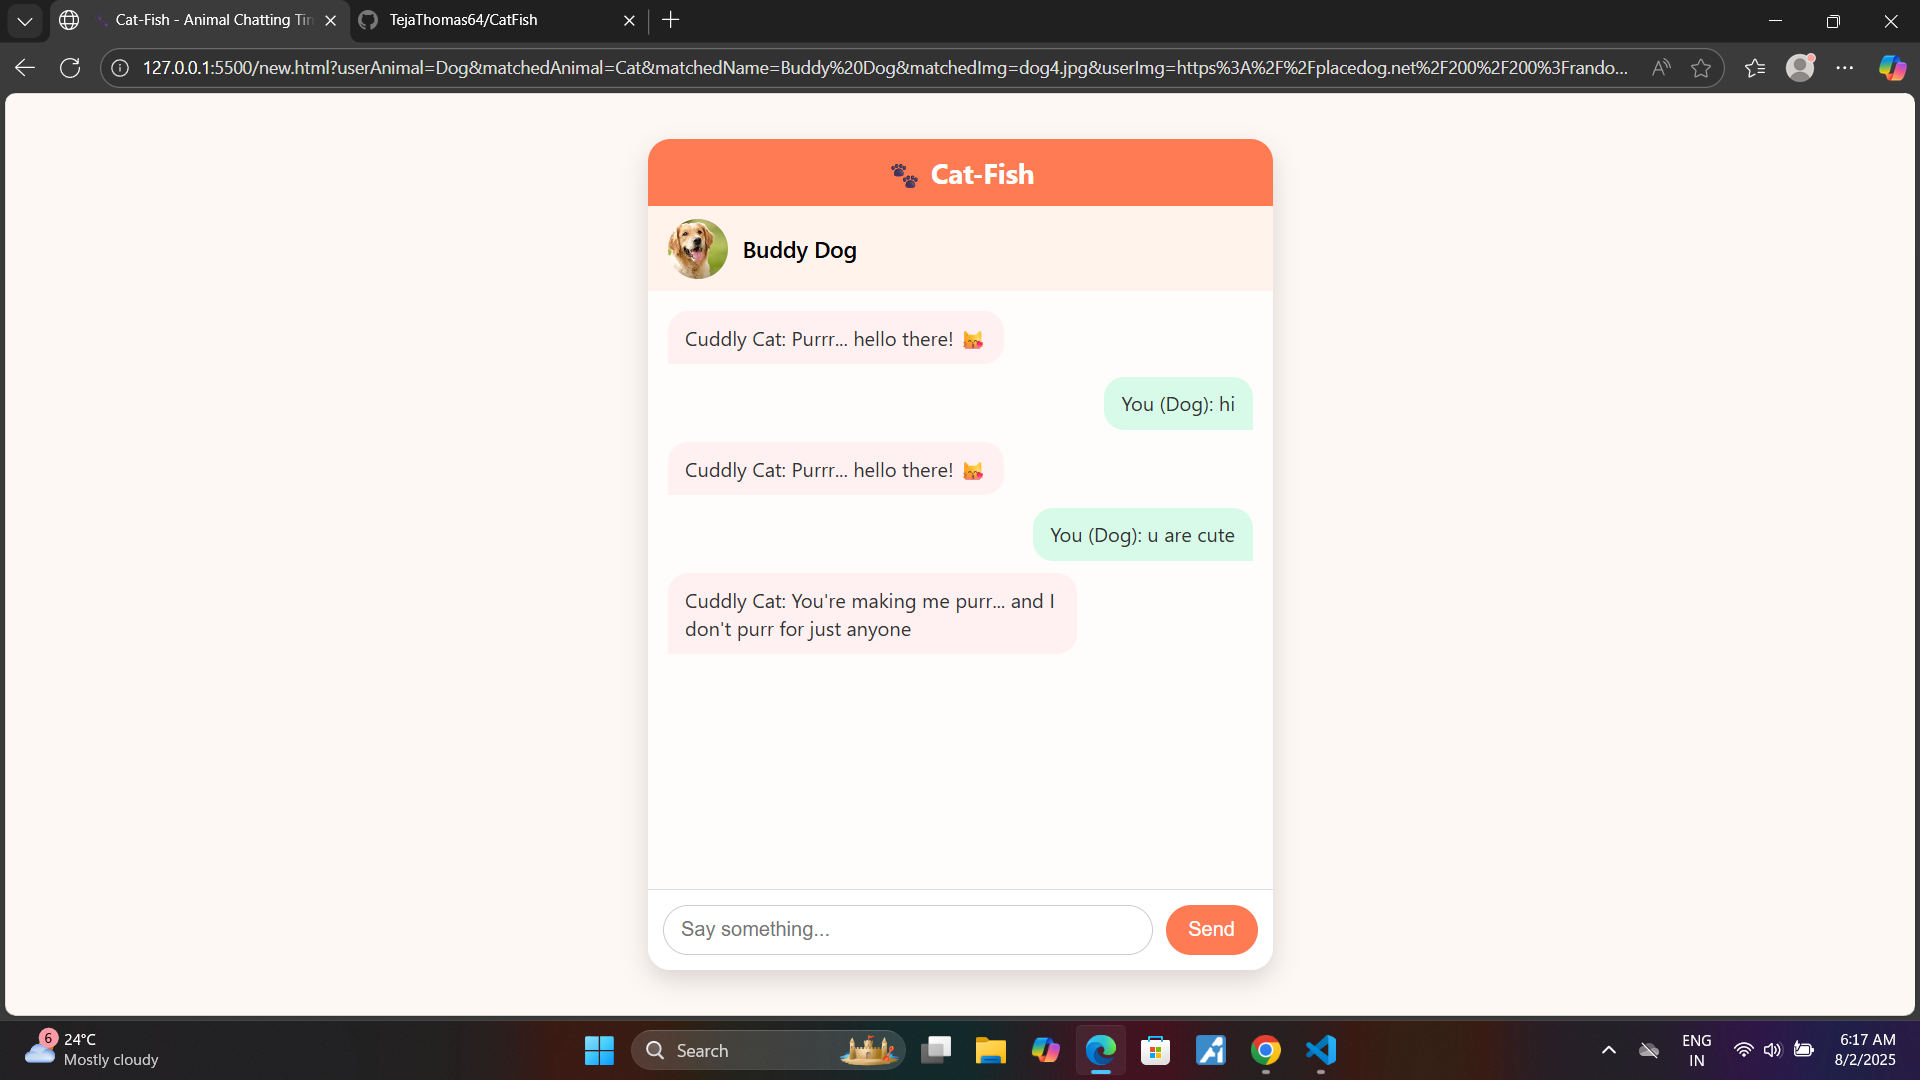 Cat-Fish - Animal Chatting Tin
TejaThomas64/CatFish
127.0.0.1:5500/new.html?userAnimal=Dog&matchedAnimal=Cat&matchedName=Buddy%20Dog&matchedImg=dog4.jpg&userImg=https%3A%2F%2Fplacedog.net%2F200%2F200%3Frando...
🐾 Cat-Fish
Buddy Dog
Cuddly Cat: Purrr... hello there! 😽
You (Dog): hi
Cuddly Cat: Purrr... hello there! 😽
You (Dog): u are cute
Cuddly Cat: You're making me purr... and I
don't purr for just anyone
Say something...
Send
6
24°C
Mostly cloudy
Search
ENG
IN
6:17 AM
8/2/2025